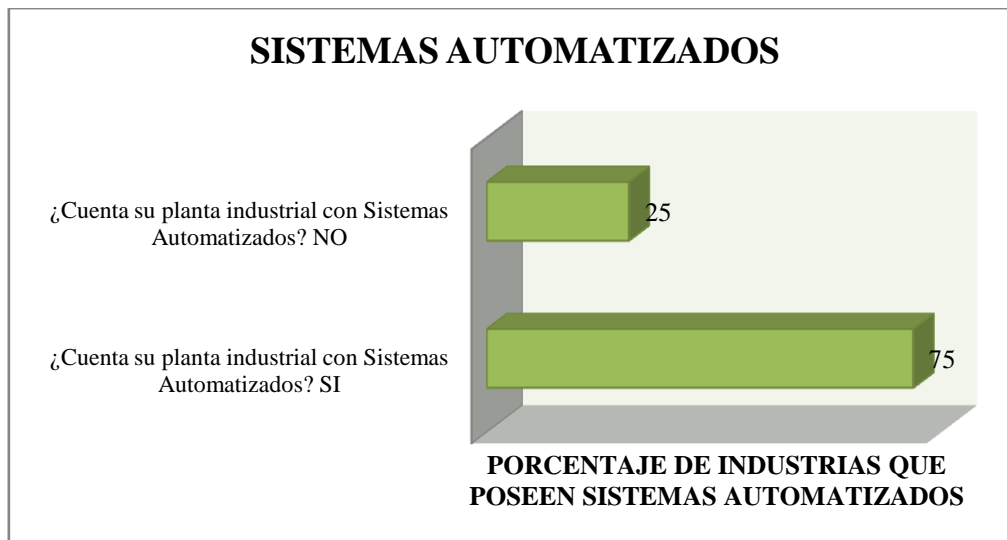 SISTEMAS AUTOMATIZADOS
¿Cuenta su planta industrial con Sistemas
Automatizados? NO
25
¿Cuenta su planta industrial con Sistemas
Automatizados? SI
75
PORCENTAJE DE INDUSTRIAS QUE
POSEEN SISTEMAS AUTOMATIZADOS